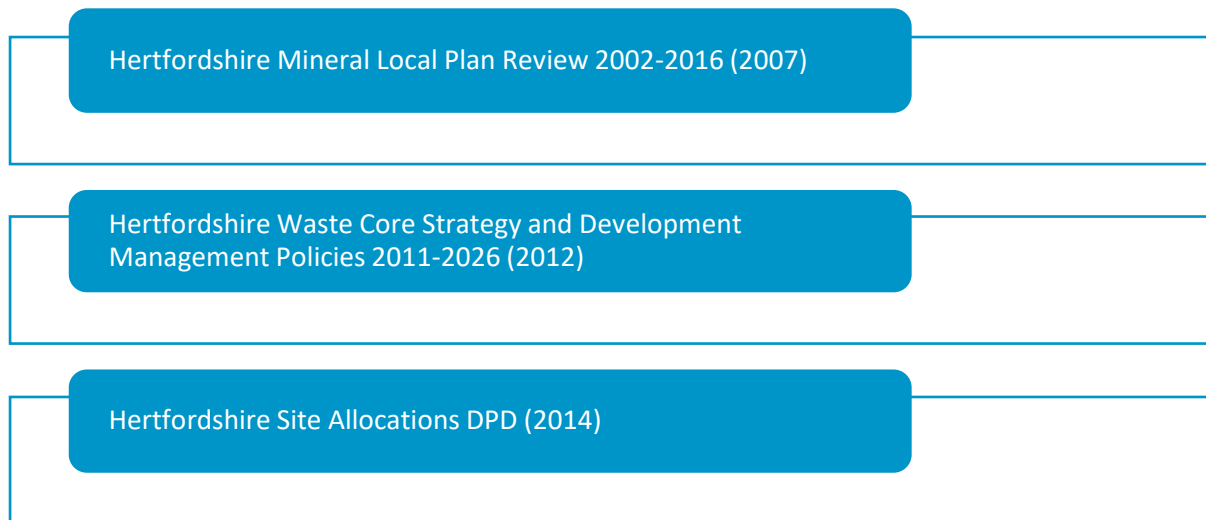 Hertfordshire Mineral Local Plan Review 2002-2016 (2007)
Hertfordshire Waste Core Strategy and Development
Management Policies 2011-2026 (2012)
Hertfordshire Site Allocations DPD (2014)